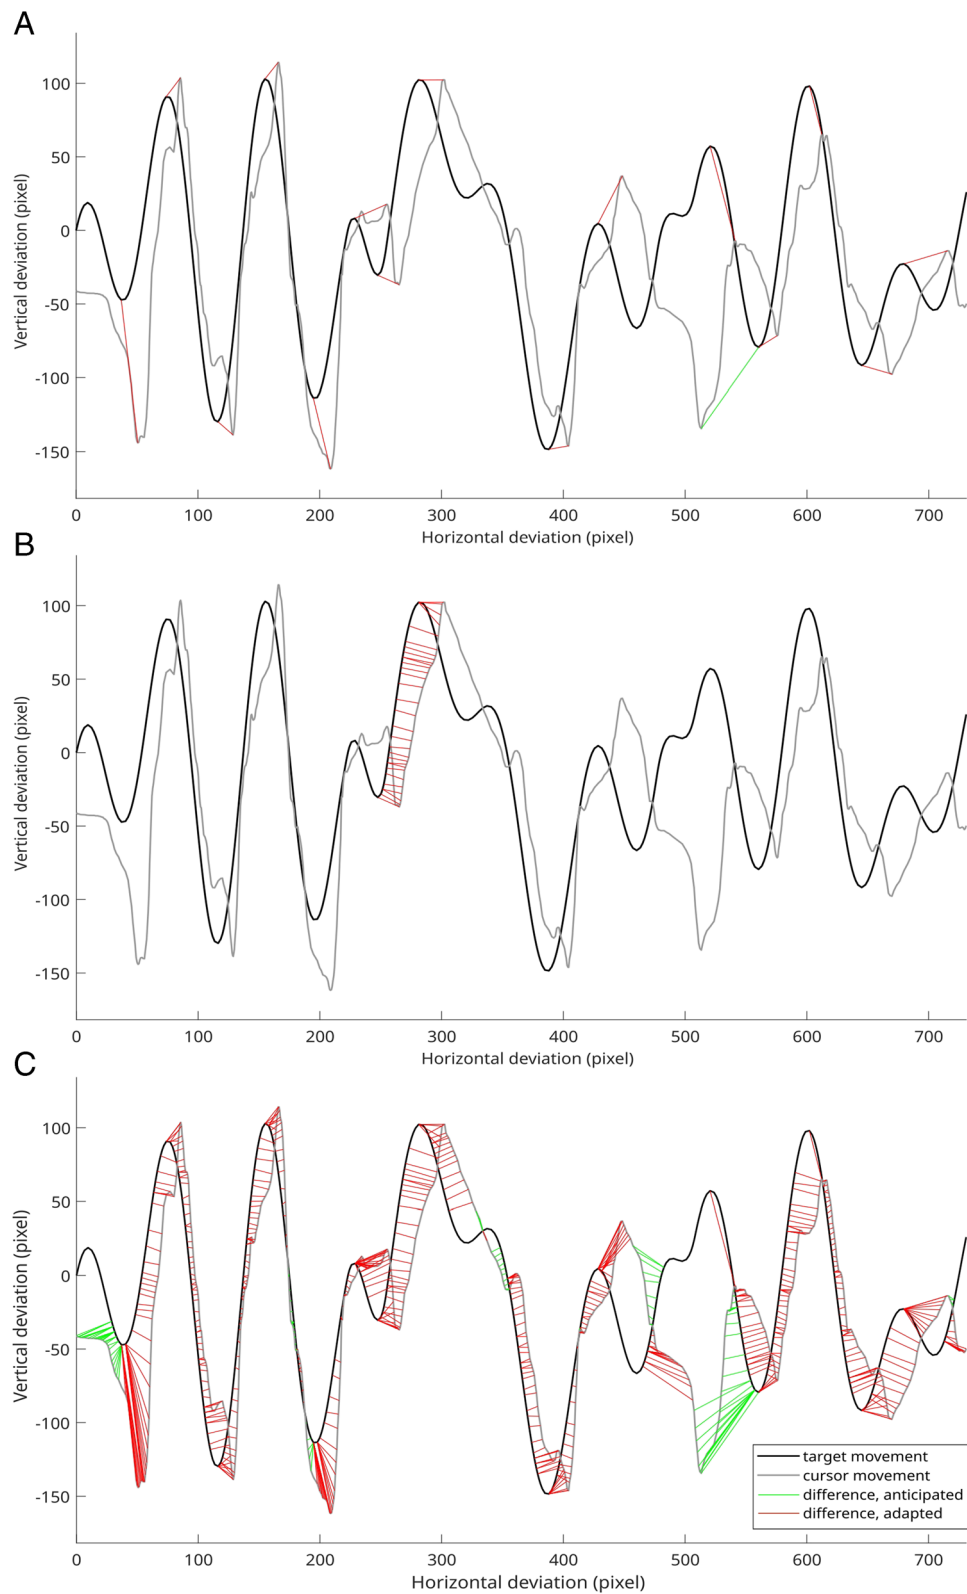 A
100
50
0
-50
-100
-150
Vertical deviation (pixel)
0 100 200 300 400 500 600 700
Horizontal deviation (pixel)
B
100
50
0
-50
-100
-150
Vertical deviation (pixel)
0 100 200 300 400 500 600 700
Horizontal deviation (pixel)
C
100
50
0
-50
-100
-150
Vertical deviation (pixel)
target movement
cursor movement
difference, anticipated
difference, adapted
0 100 200 300 400 500 600 700
Horizontal deviation (pixel)